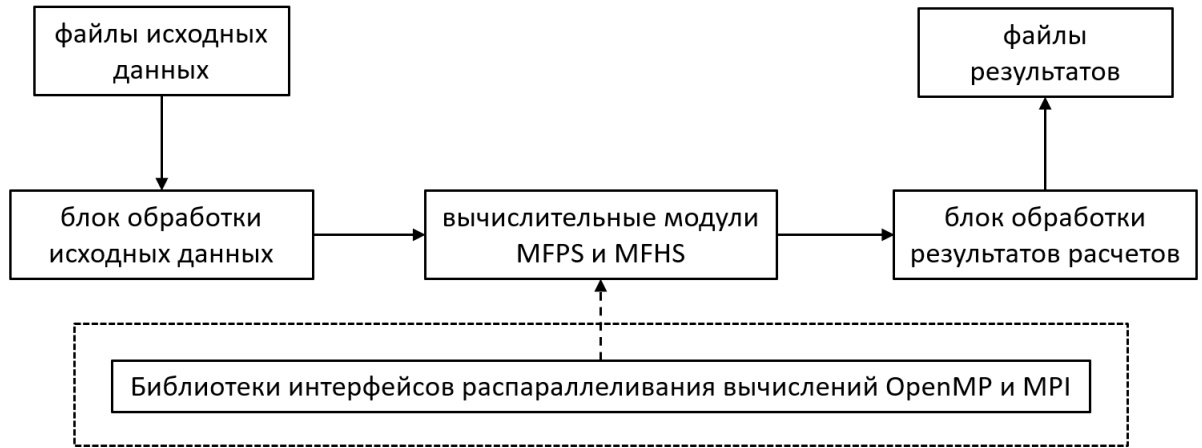 файлы исходных
данных
файлы
результатов
блок обработки
исходных данных
вычислительные модули
MFPS и MFHS
блок обработки
результатов расчетов
Библиотеки интерфейсов распараллеливания вычислений OpenMP и MPI